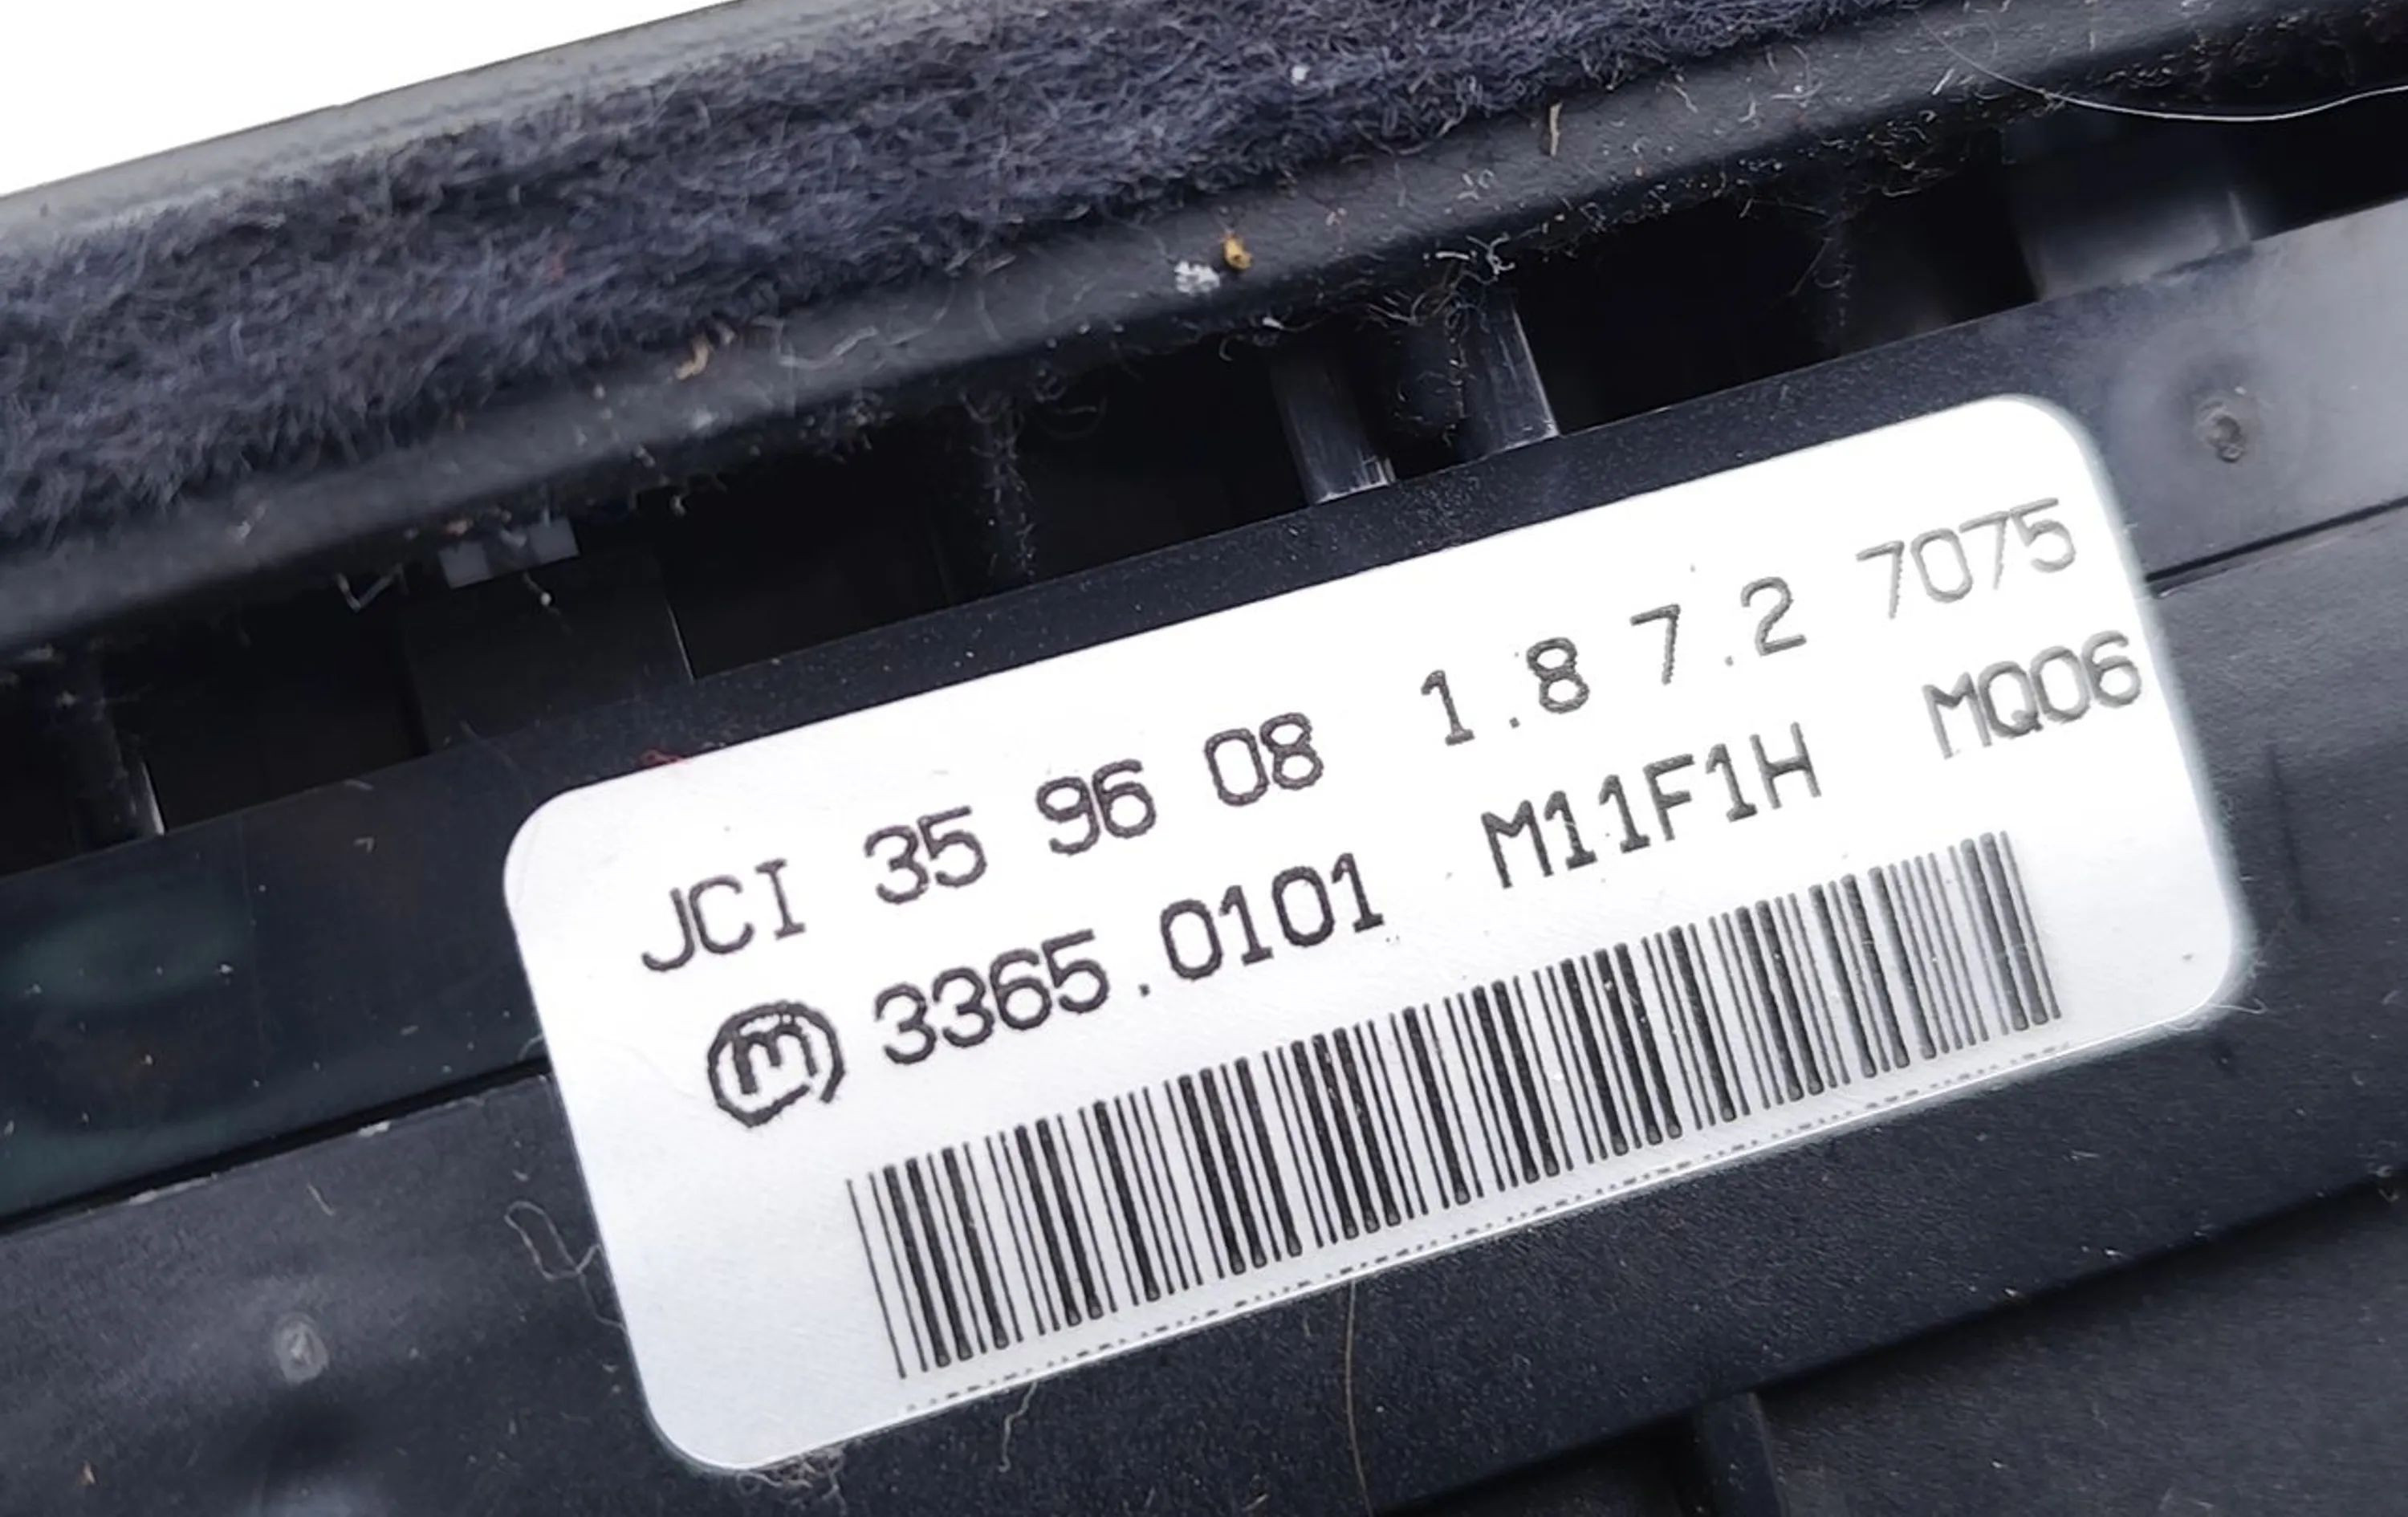 JCI 35 96 08 1.8 7.2 7075
m 3365.0101 M11F1H MQ06